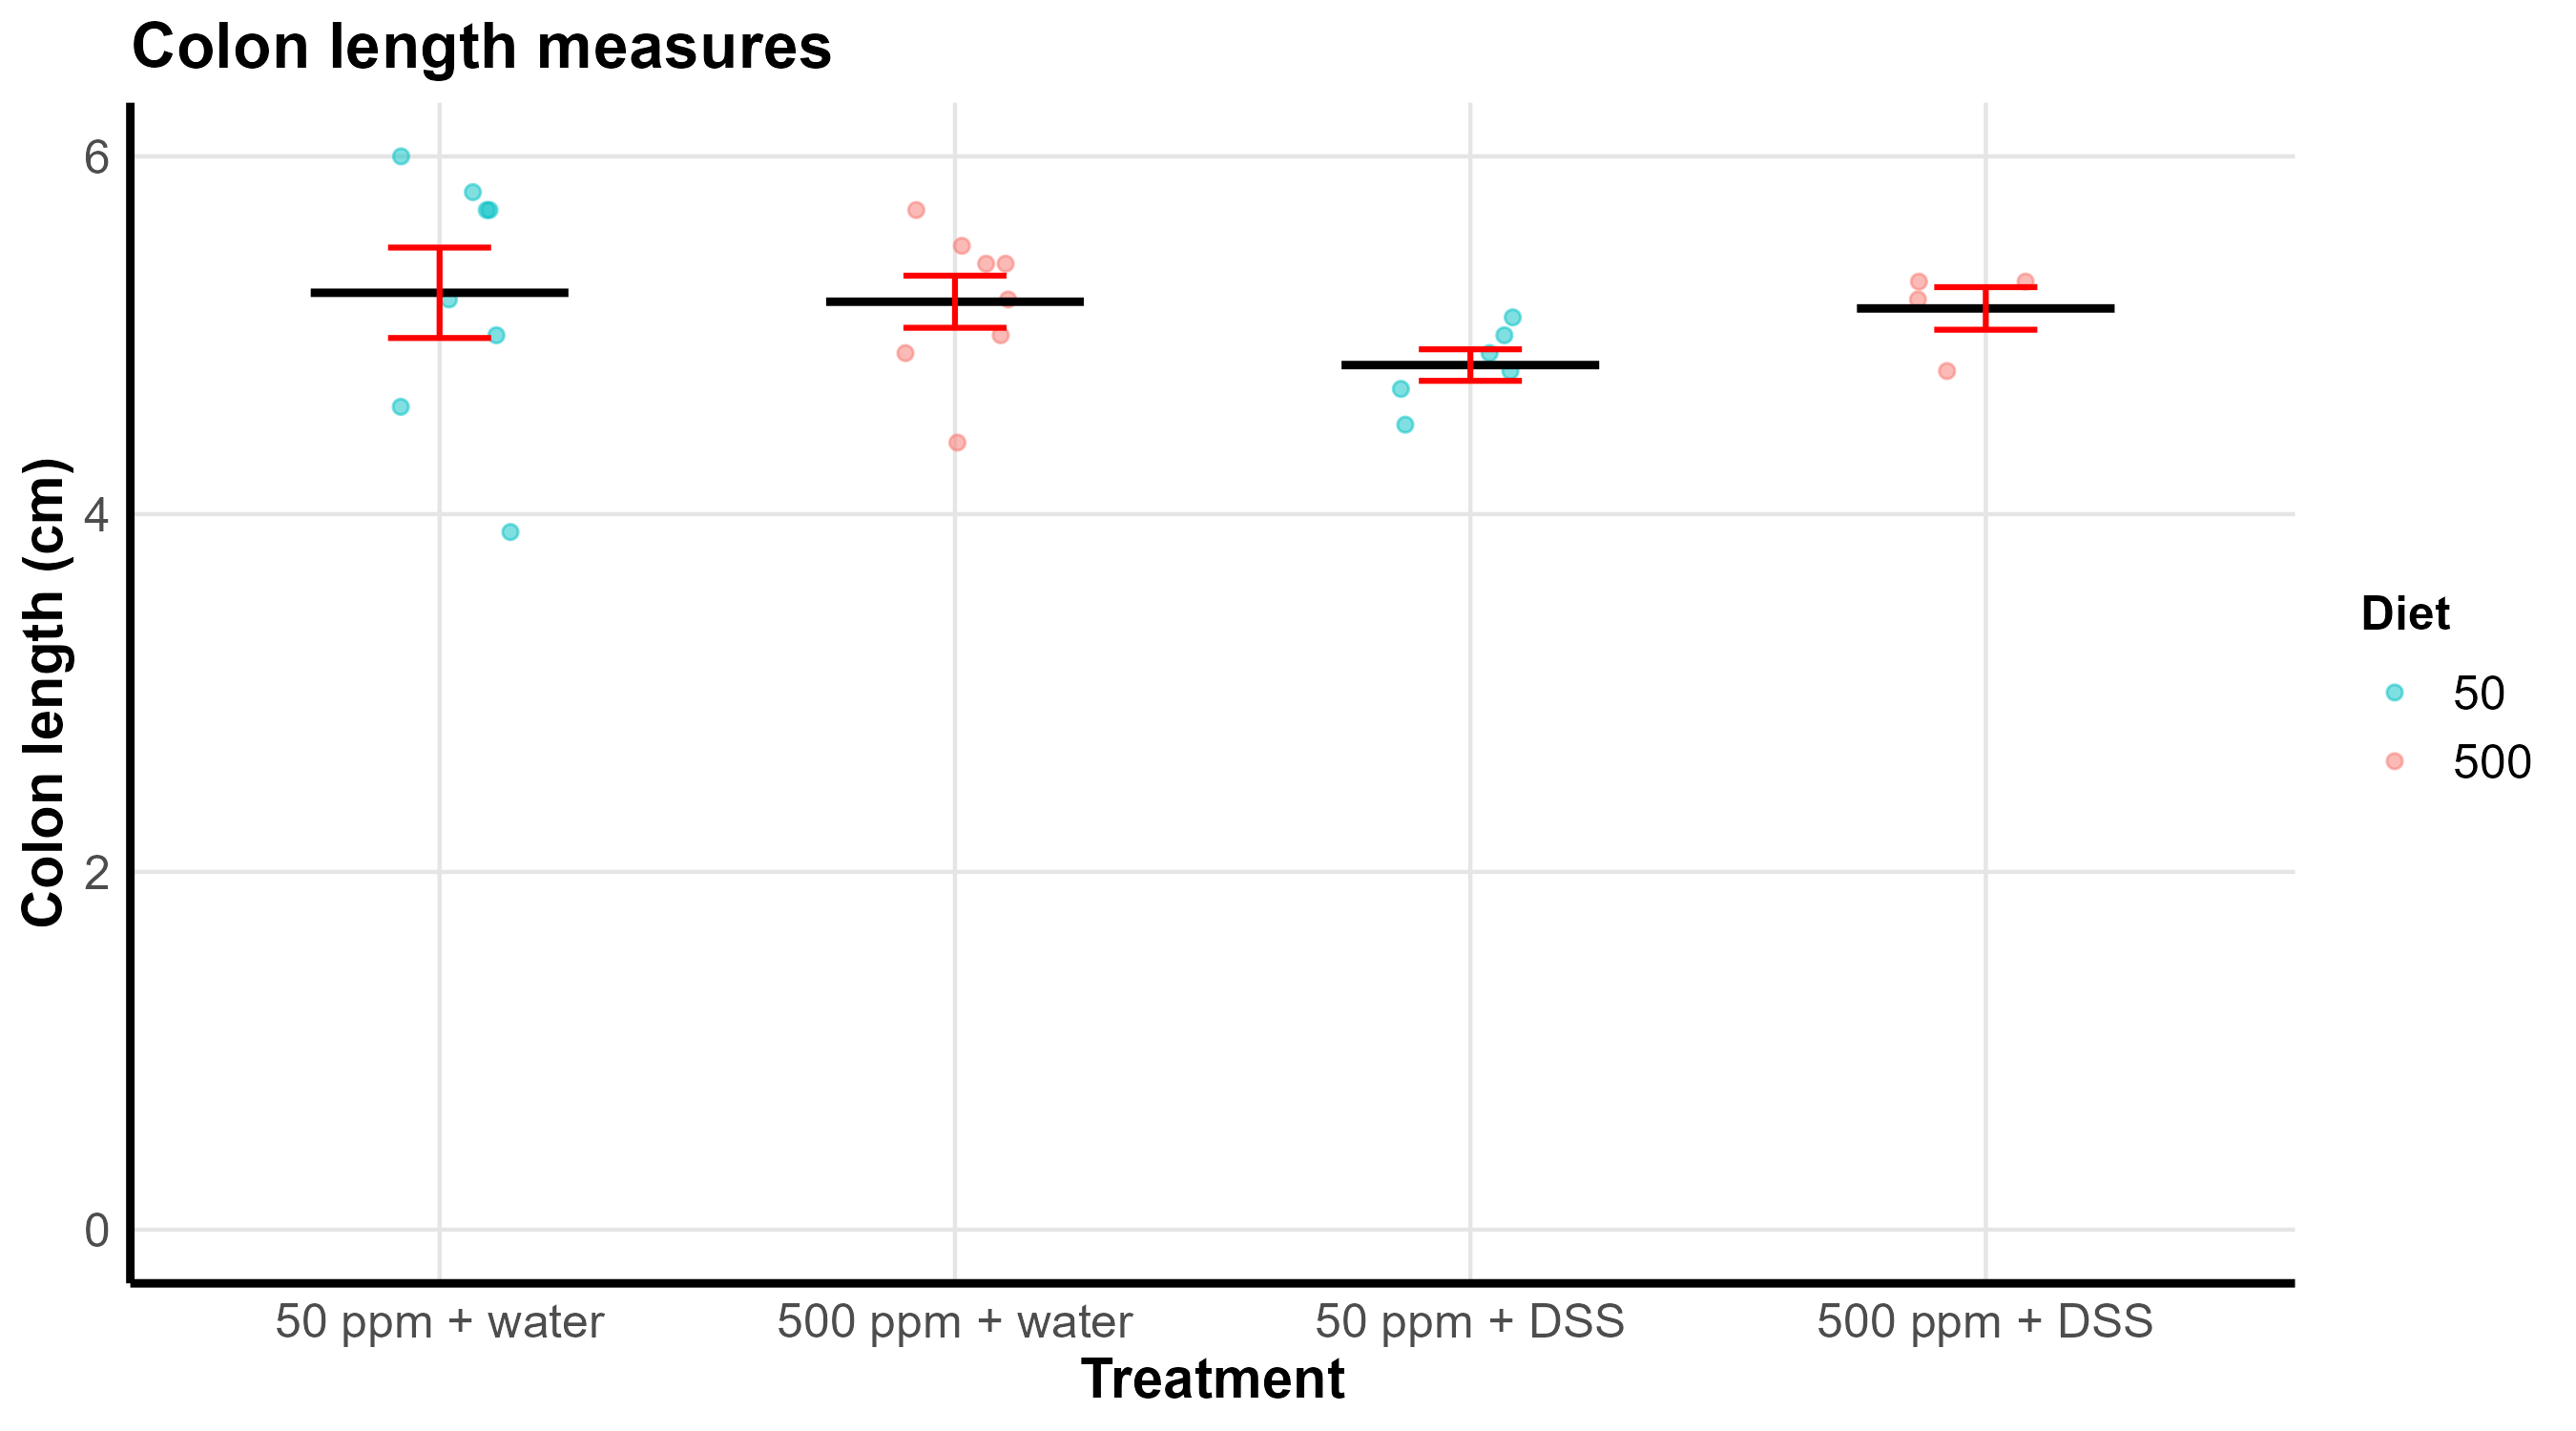 Colon length measures
Colon length (cm)
6
4
2
0
50 ppm + water
500 ppm + water
50 ppm + DSS
500 ppm + DSS
Treatment
Diet
50
500